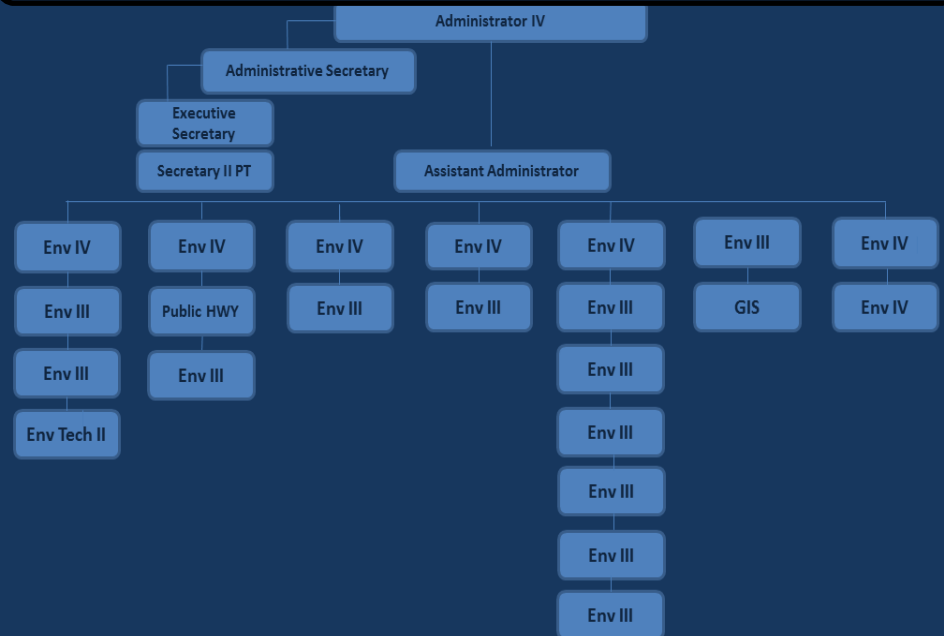 Administrator IV
Administrative Secretary
Executive
Secretary
Secretary II PT
Assistant Administrator
Env IV
Env III
Env III
Env Tech II
Env IV
Public HWY
Env III
Env IV
Env III
Env IV
Env III
Env IV
Env III
Env III
Env III
Env III
Env III
Env III
Env III
GIS
Env IV
Env IV